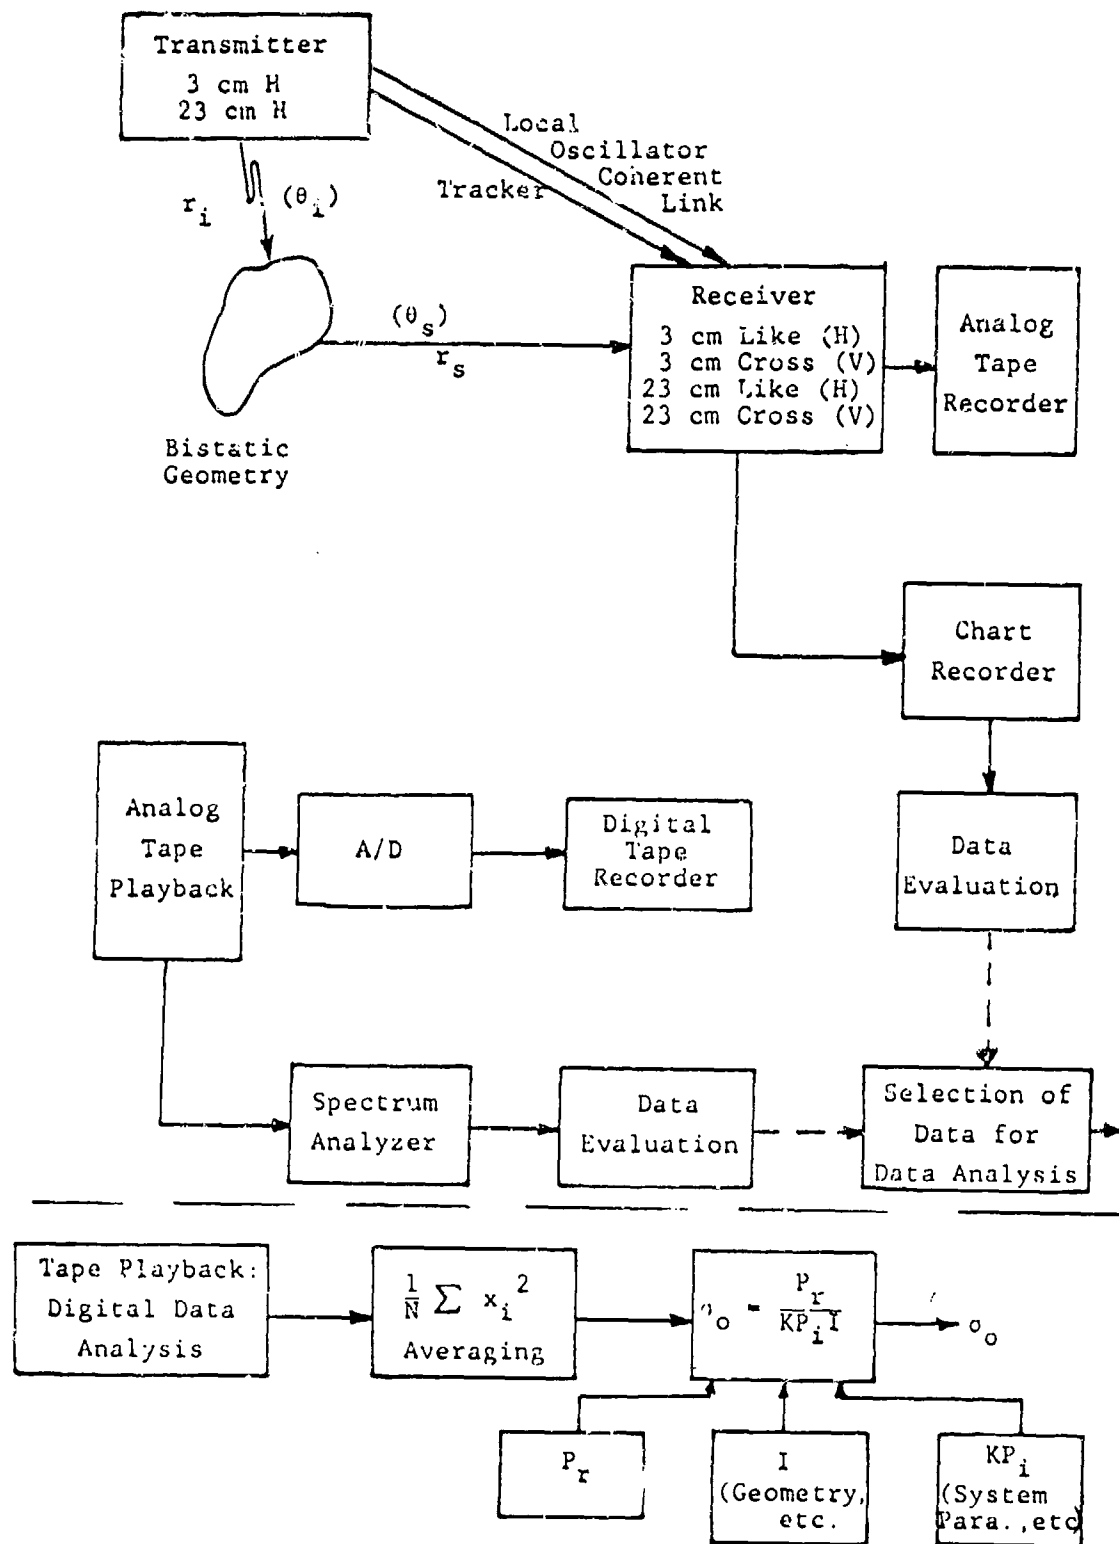 Transmitter
3 cm H
23 cm H
Local
Oscillator
Coherent
Link
Tracker
r_i (θ_i)
(θ_s)
r_s
Bistatic
Geometry
Receiver
3 cm Like (H)
3 cm Cross (V)
23 cm Like (H)
23 cm Cross (V)
Analog
Tape
Recorder
Chart
Recorder
Data
Evaluation
Analog
Tape
Playback
A/D
Digital
Tape
Recorder
Spectrum
Analyzer
Data
Evaluation
Selection of
Data for
Data Analysis
Tape Playback:
Digital Data
Analysis
1/N ∑ x_i^2
Averaging
σ_o = P_r / KP_i I
σ_o
P_r
I
(Geometry,
etc.
KP_i
(System
Para.,etc)